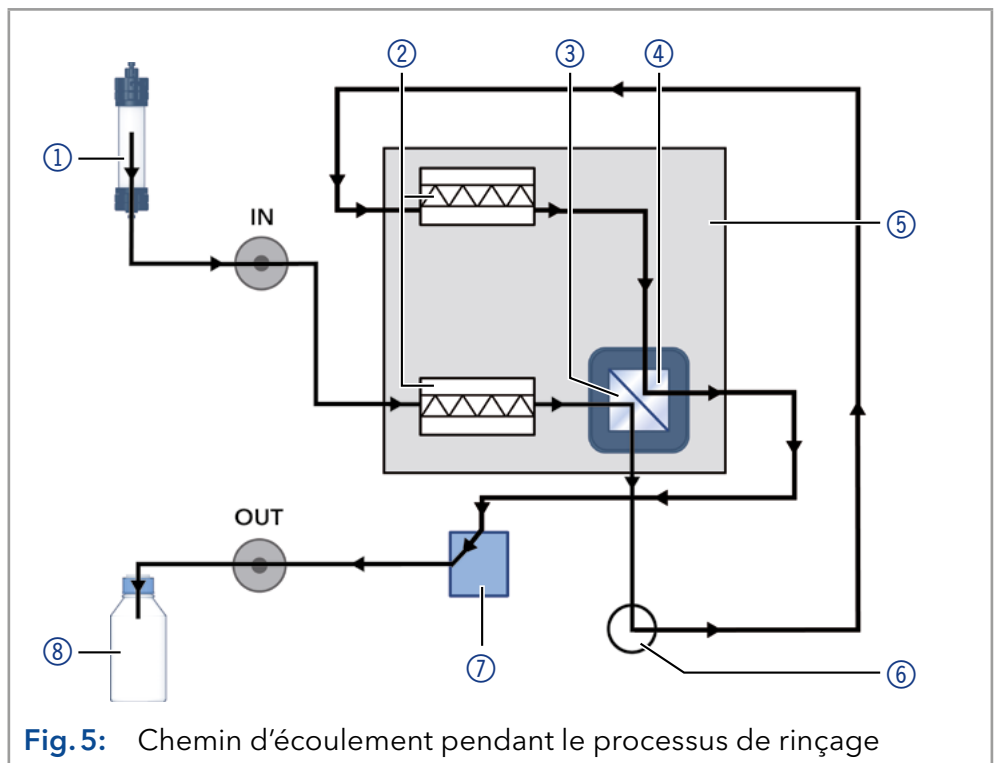 ② ③ ④
①
IN
⑤
②
OUT
⑧ ⑦ ⑥
Fig. 5: Chemin d’écoulement pendant le processus de rinçage